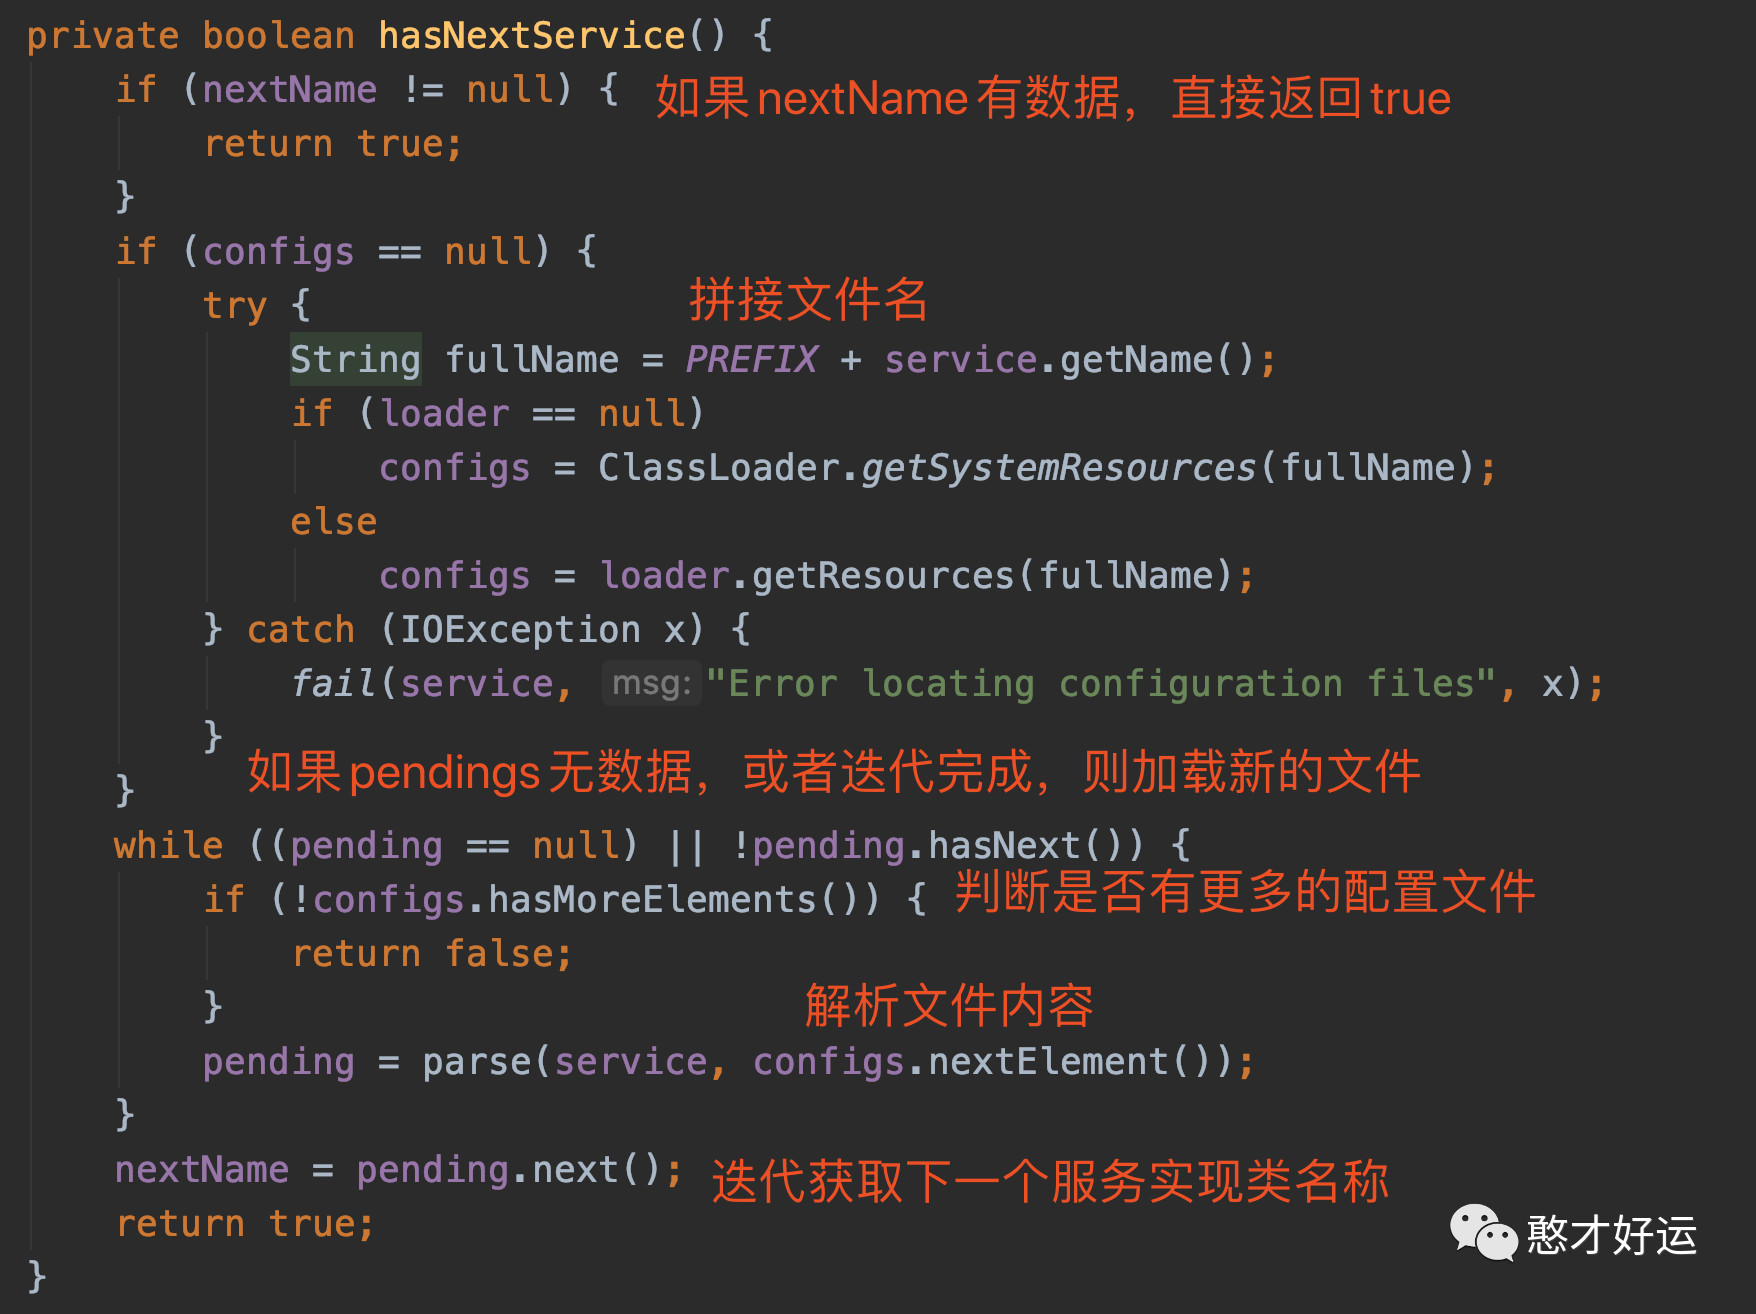 private boolean hasNextService() {
if (nextName != null) { 如果nextName有数据，直接返回true
return true;
}
if (configs == null) {
try { 拼接文件名
String fullName = PREFIX + service.getName();
if (loader == null)
configs = ClassLoader.getSystemResources(fullName);
else
configs = loader.getResources(fullName);
} catch (IOException x) {
fail(service, msg: "Error locating configuration files", x);
}
} 如果pendings无数据，或者迭代完成，则加载新的文件
while ((pending == null) || !pending.hasNext()) {
if (!configs.hasMoreElements()) { 判断是否有更多的配置文件
return false;
} 解析文件内容
pending = parse(service, configs.nextElement());
}
nextName = pending.next(); 迭代获取下一个服务实现类名称
return true;
憨才好运
}